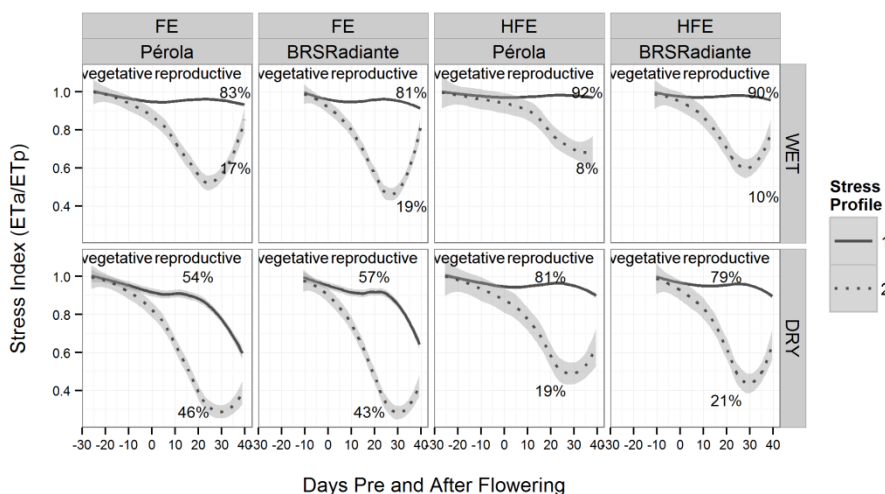 FE FE HFE HFE
Pérola BRSRadiante Pérola BRSRadiante
vegetative reproductive vegetative reproductive vegetative reproductive vegetative reproductive
83% 81% 92% 90%
1.0
0.8
0.6
0.4
17% 19% 8% 10%
WET
Stress Index (ETa/ETp)
Stress
Profile
1
2
vegetative reproductive vegetative reproductive vegetative reproductive vegetative reproductive
54% 57% 81% 79%
1.0
0.8
0.6
0.4
46% 43% 19% 21%
DRY
-30 -20 -10 0 10 20 30 40 -30 -20 -10 0 10 20 30 40 -30 -20 -10 0 10 20 30 40 -30 -20 -10 0 10 20 30 40
Days Pre and After Flowering